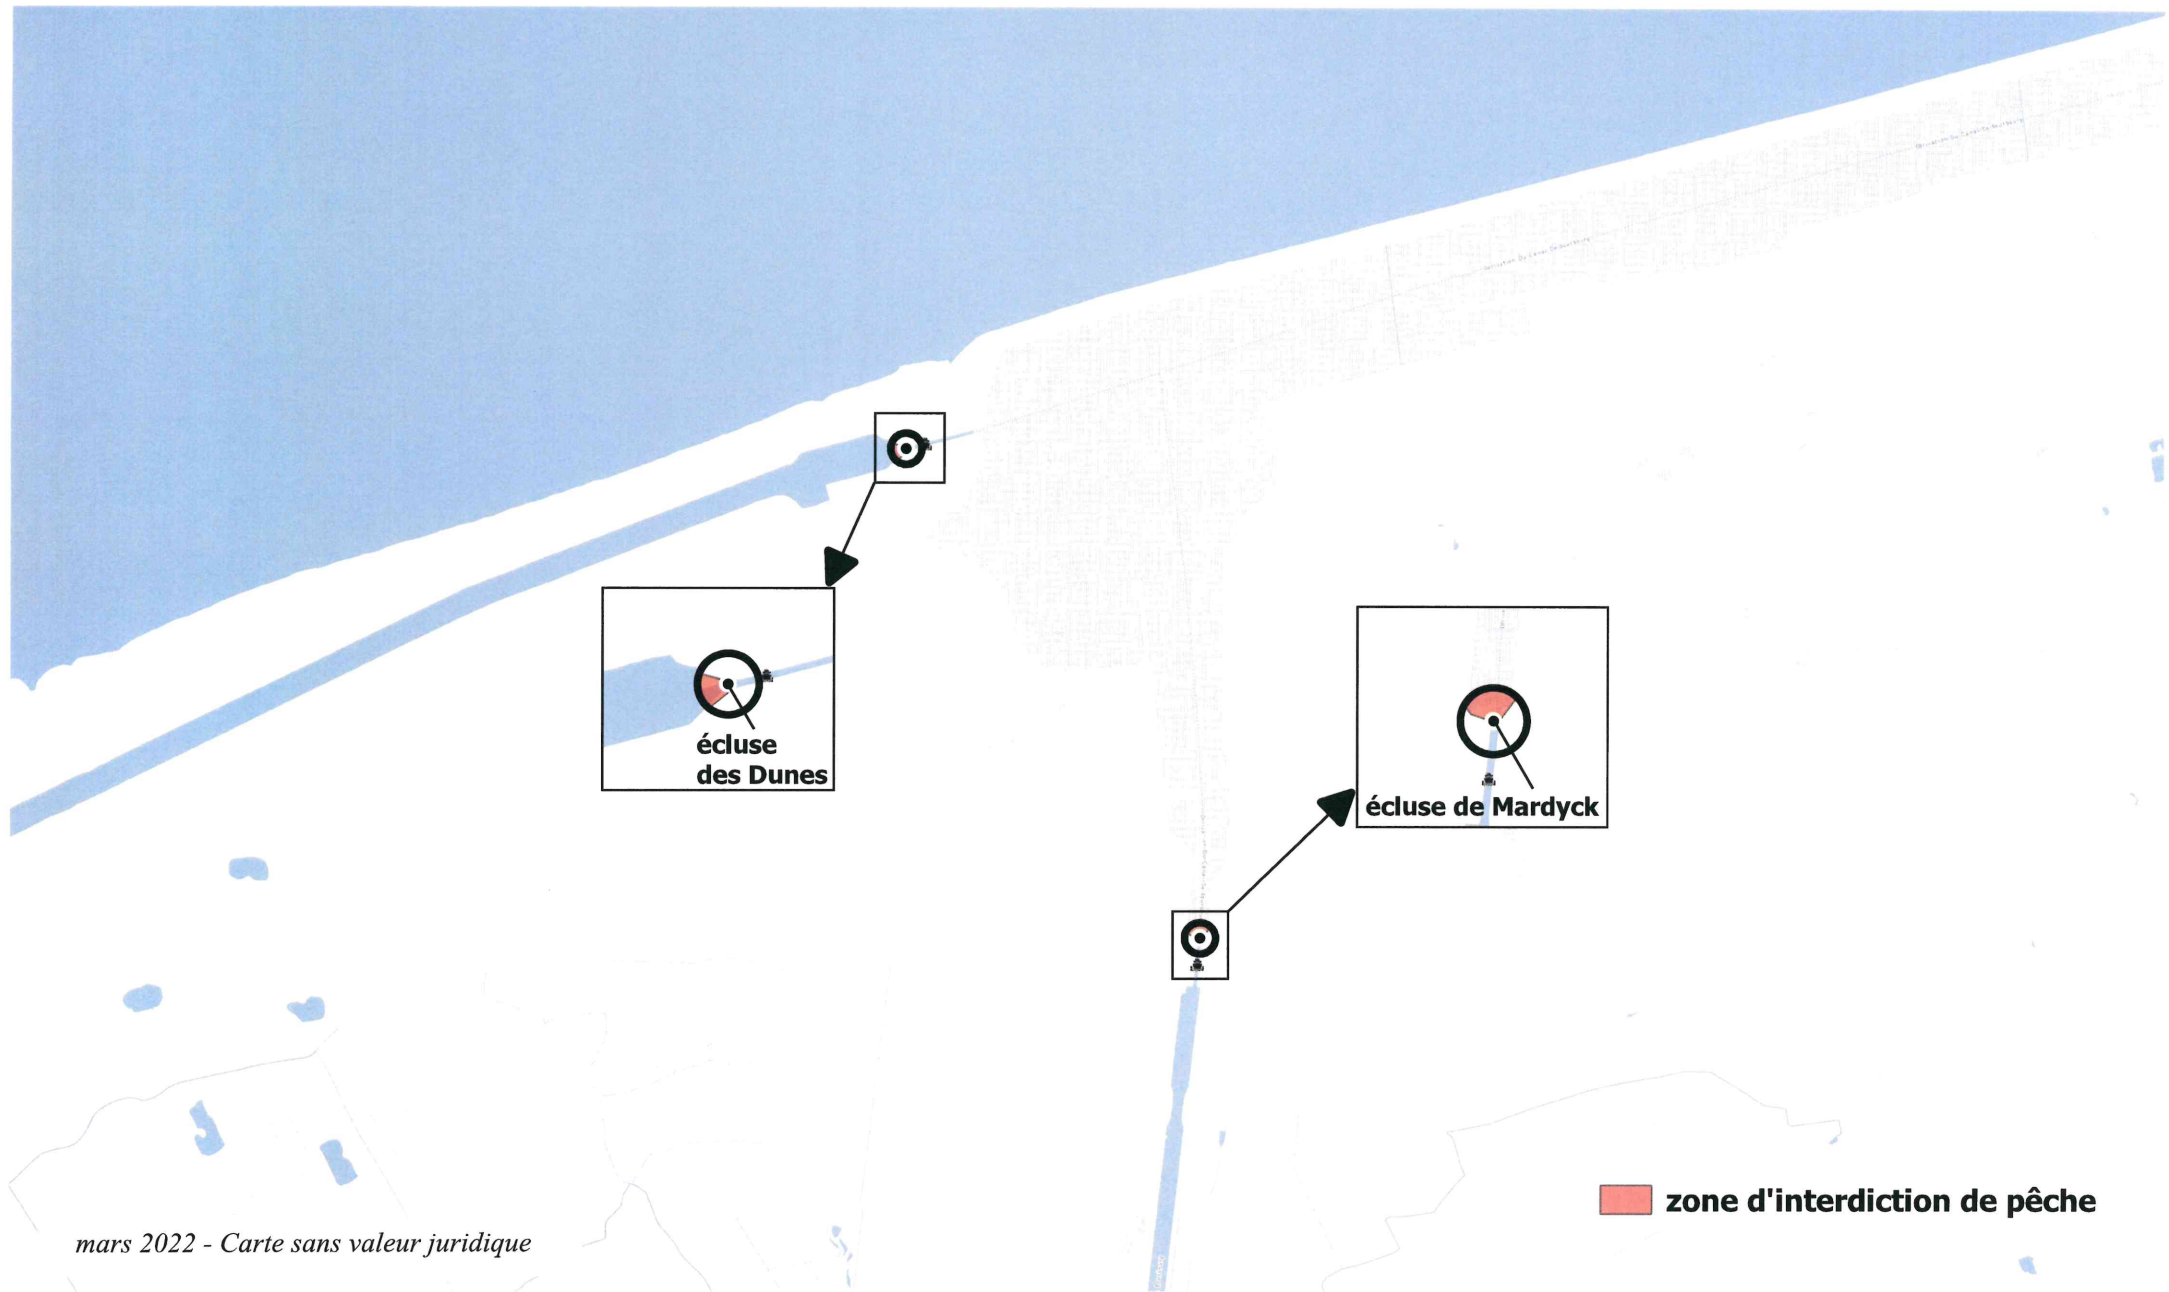 écluse
des Dunes
écluse de Mardyck
zone d'interdiction de pêche
mars 2022 - Carte sans valeur juridique